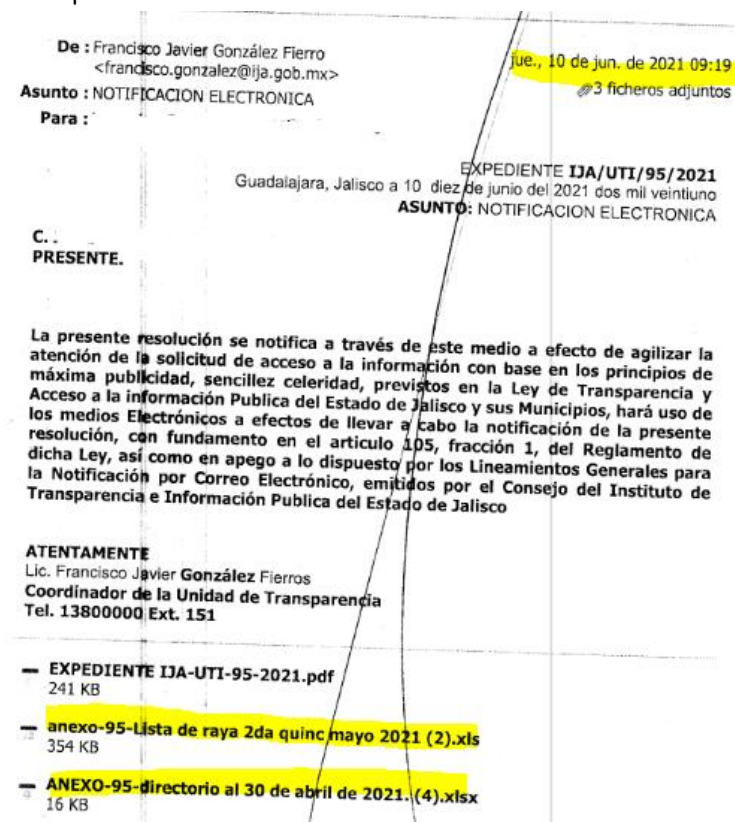 De : Francisco Javier González Fierro
<francisco.gonzalez@ija.gob.mx>
jue., 10 de jun. de 2021 09:19
Asunto : NOTIFICACION ELECTRONICA
3 ficheros adjuntos
Para :
EXPEDIENTE IJA/UTI/95/2021
Guadalajara, Jalisco a 10 diez de junio del 2021 dos mil veintiuno
ASUNTO: NOTIFICACION ELECTRONICA
C. .
PRESENTE.
La presente resolución se notifica a través de este medio a efecto de agilizar la
atención de la solicitud de acceso a la información con base en los principios de
máxima publicidad, sencillez celeridad, previstos en la Ley de Transparencia y
Acceso a la información Publica del Estado de Jalisco y sus Municipios, hará uso de
los medios Electrónicos a efectos de llevar a cabo la notificación de la presente
resolución, con fundamento en el articulo 105, fracción 1, del Reglamento de
dicha Ley, así como en apego a lo dispuesto por los Lineamientos Generales para
la Notificación por Correo Electrónico, emitidos por el Consejo del Instituto de
Transparencia e Información Publica del Estado de Jalisco
ATENTAMENTE
Lic. Francisco Javier González Fierros
Coordinador de la Unidad de Transparencia
Tel. 13800000 Ext. 151
EXPEDIENTE IJA-UTI-95-2021.pdf
241 KB
anexo-95-Lista de raya 2da quinc mayo 2021 (2).xls
354 KB
ANEXO-95-directorio al 30 de abril de 2021. (4).xlsx
16 KB